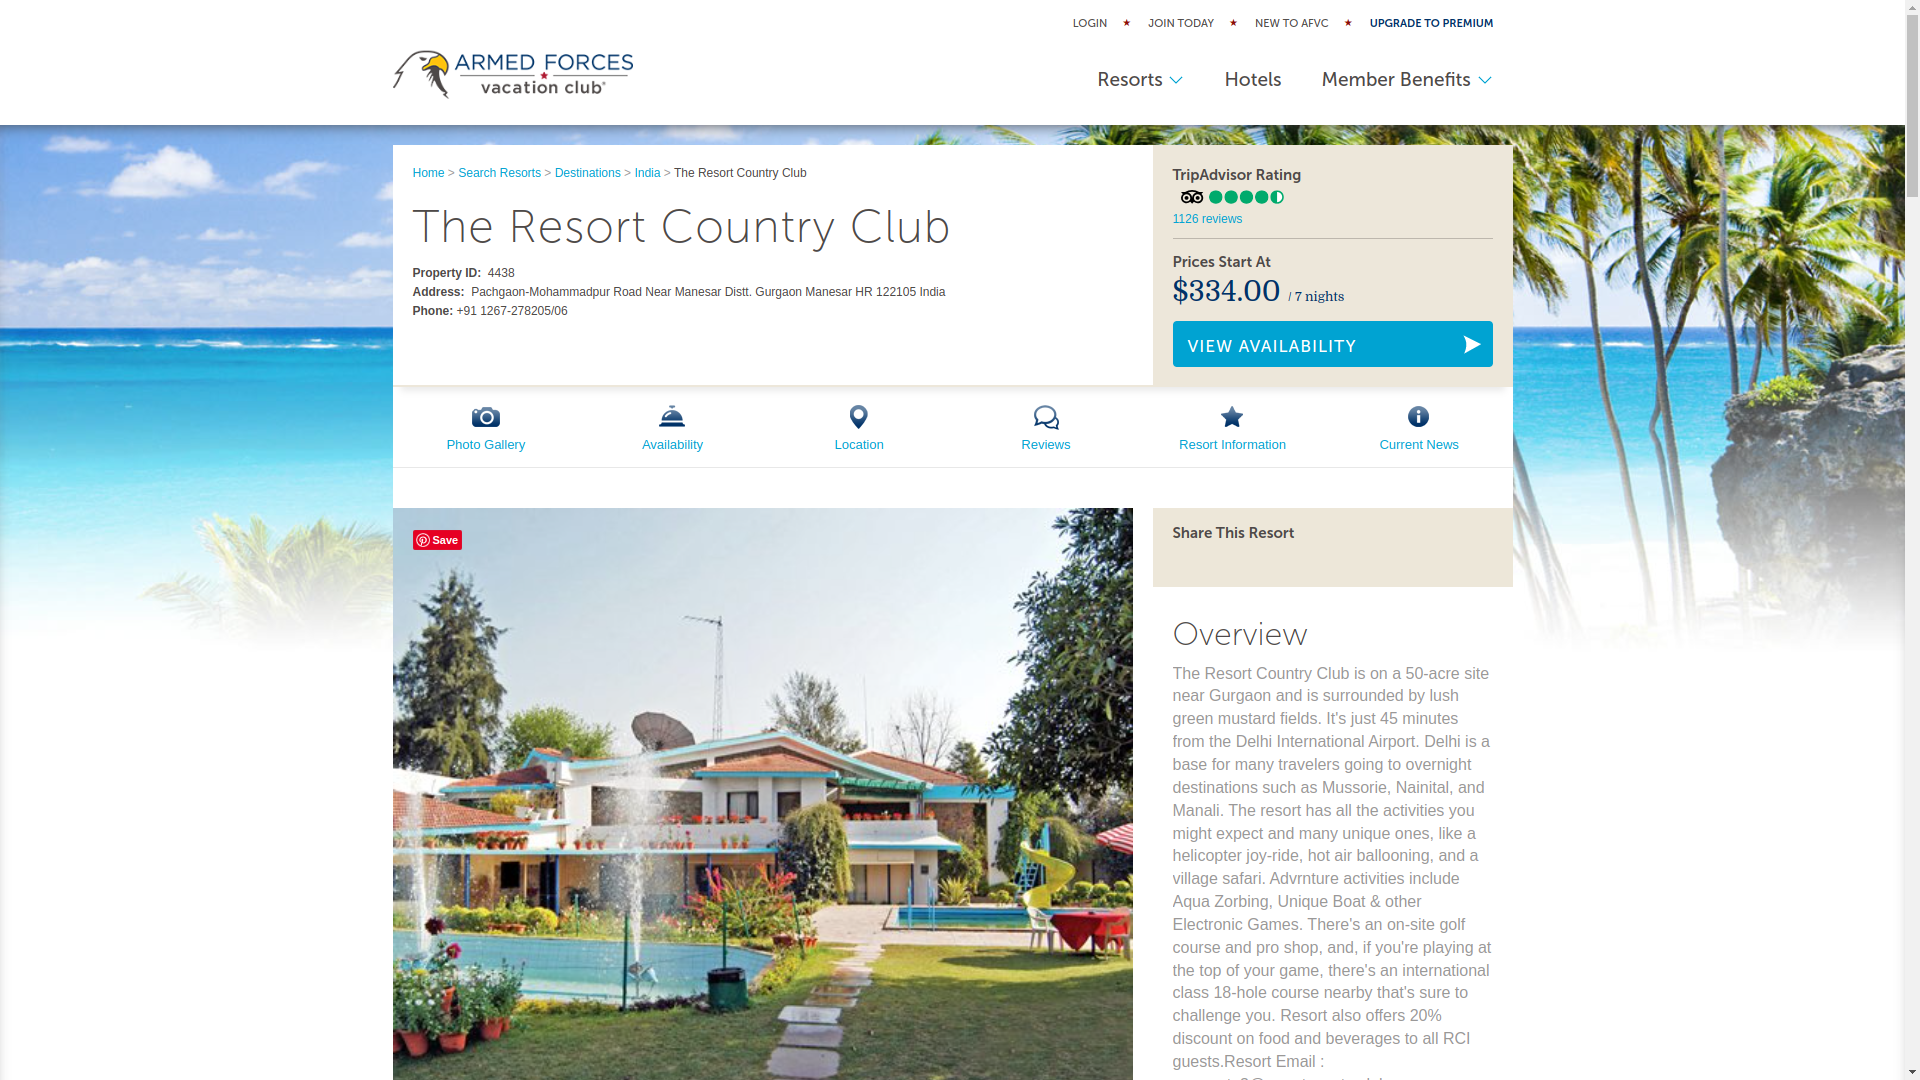 LOGIN ★ JOIN TODAY ★ NEW TO AFVC ★ UPGRADE TO PREMIUM
ARMED FORCES
vacation club®
Resorts Hotels Member Benefits
Home > Search Resorts > Destinations > India > The Resort Country Club
The Resort Country Club
Property ID: 4438
Address: Pachgaon-Mohammadpur Road Near Manesar Distt. Gurgaon Manesar HR 122105 India
Phone: +91 1267-278205/06
TripAdvisor Rating
1126 reviews
Prices Start At
$334.00 / 7 nights
VIEW AVAILABILITY
Photo Gallery
Availability
Location
Reviews
Resort Information
Current News
Save
Share This Resort
Overview
The Resort Country Club is on a 50-acre site
near Gurgaon and is surrounded by lush
green mustard fields. It's just 45 minutes
from the Delhi International Airport. Delhi is a
base for many travelers going to overnight
destinations such as Mussorie, Nainital, and
Manali. The resort has all the activities you
might expect and many unique ones, like a
helicopter joy-ride, hot air ballooning, and a
village safari. Advrnture activities include
Aqua Zorbing, Unique Boat & other
Electronic Games. There's an on-site golf
course and pro shop, and, if you're playing at
the top of your game, there's an international
class 18-hole course nearby that's sure to
challenge you. Resort also offers 20%
discount on food and beverages to all RCI
guests.Resort Email :